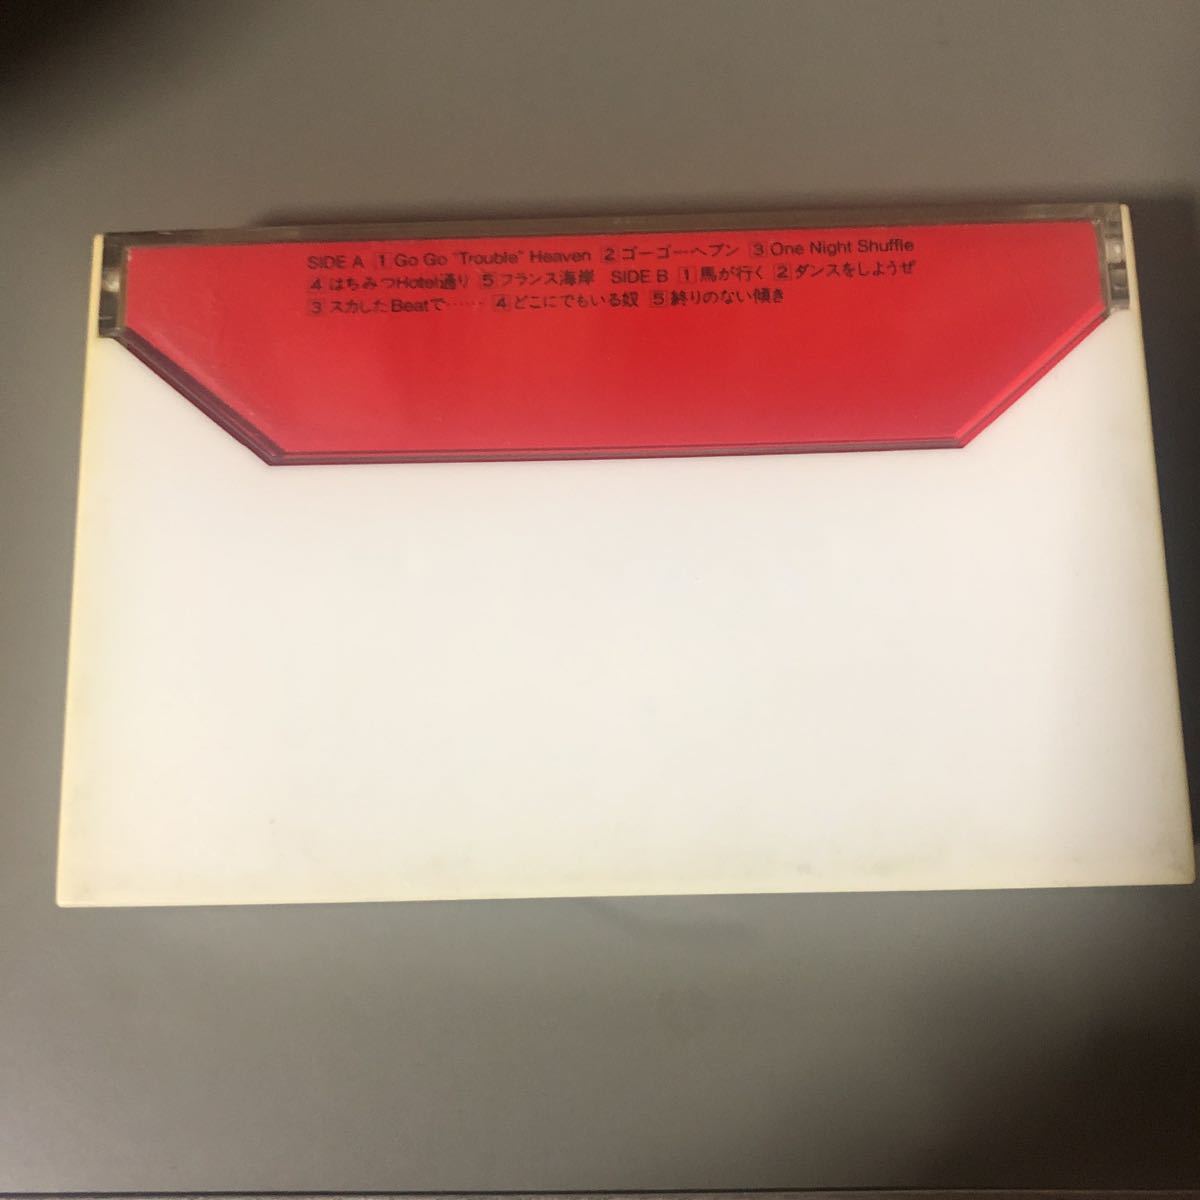 SIDE A 1 Go Go "Trouble" Heaven 2 ゴーゴーヘブン 3 One Night Shuffle
4 はちみつHotel通り 5 フランス海岸 SIDE B 1 馬が行く 2 ダンスをしようぜ
3 スカしたBeatで…… 4 どこにでもいる奴 5 終りのない傾き